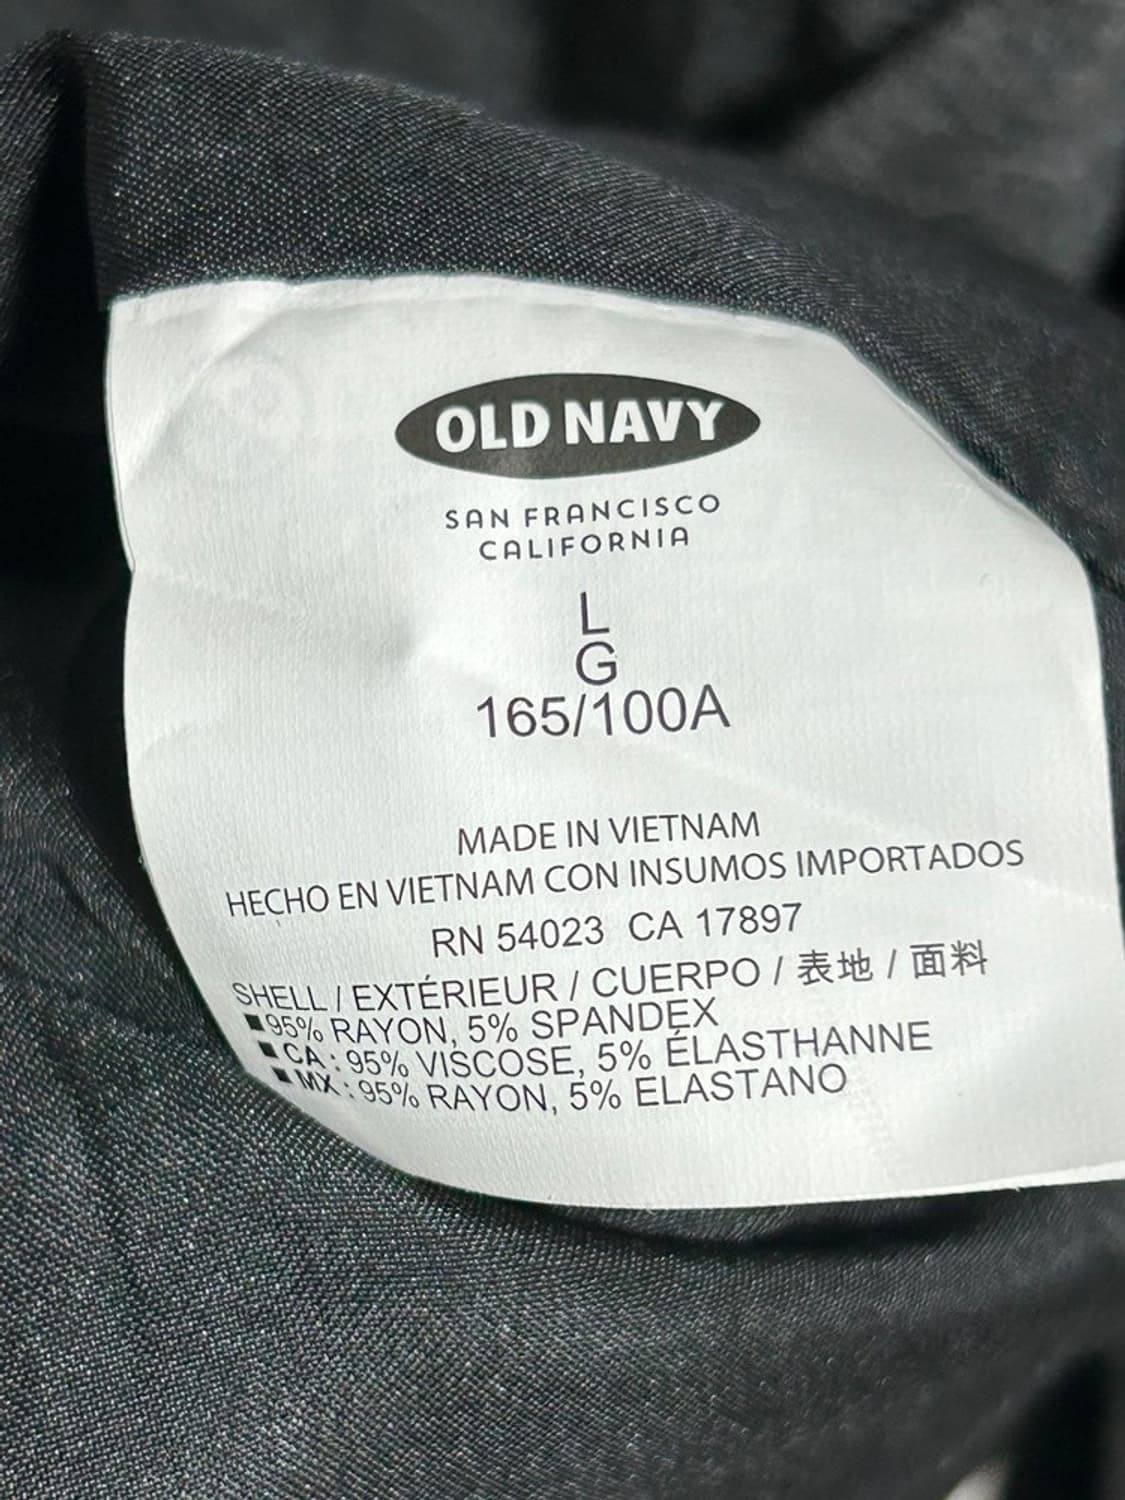 OLD NAVY
SAN FRANCISCO
CALIFORNIA
L
G
165/100A
MADE IN VIETNAM
HECHO EN VIETNAM CON INSUMOS IMPORTADOS
RN 54023 CA 17897
SHELL / EXTÉRIEUR / CUERPO / 表地 / 面料
■95% RAYON, 5% SPANDEX
■CA : 95% VISCOSE, 5% ÉLASTHANNE
■MX : 95% RAYON, 5% ELASTANO